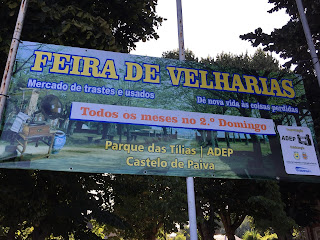 FEIRA DE VELHARIAS
Mercado de trastes e usados
Dê nova vida às coisas perdidas
Todos os meses no 2.º Domingo
Parque das Tílias | ADEP
Castelo de Paiva
ADEP